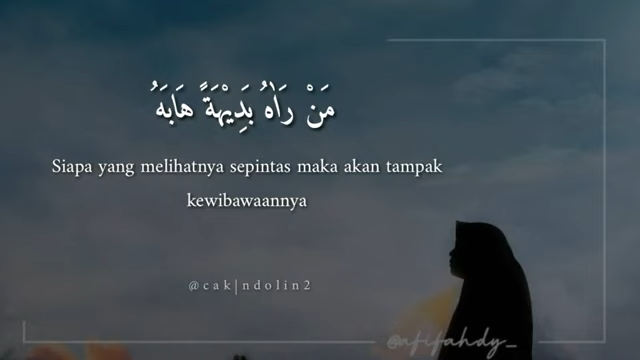 مَنْ رَاٰهُ بَدِيْهَةً هَابَهُ
Siapa yang melihatnya sepintas maka akan tampak
kewibawaannya
@cak|ndolin2
@afifahdy_